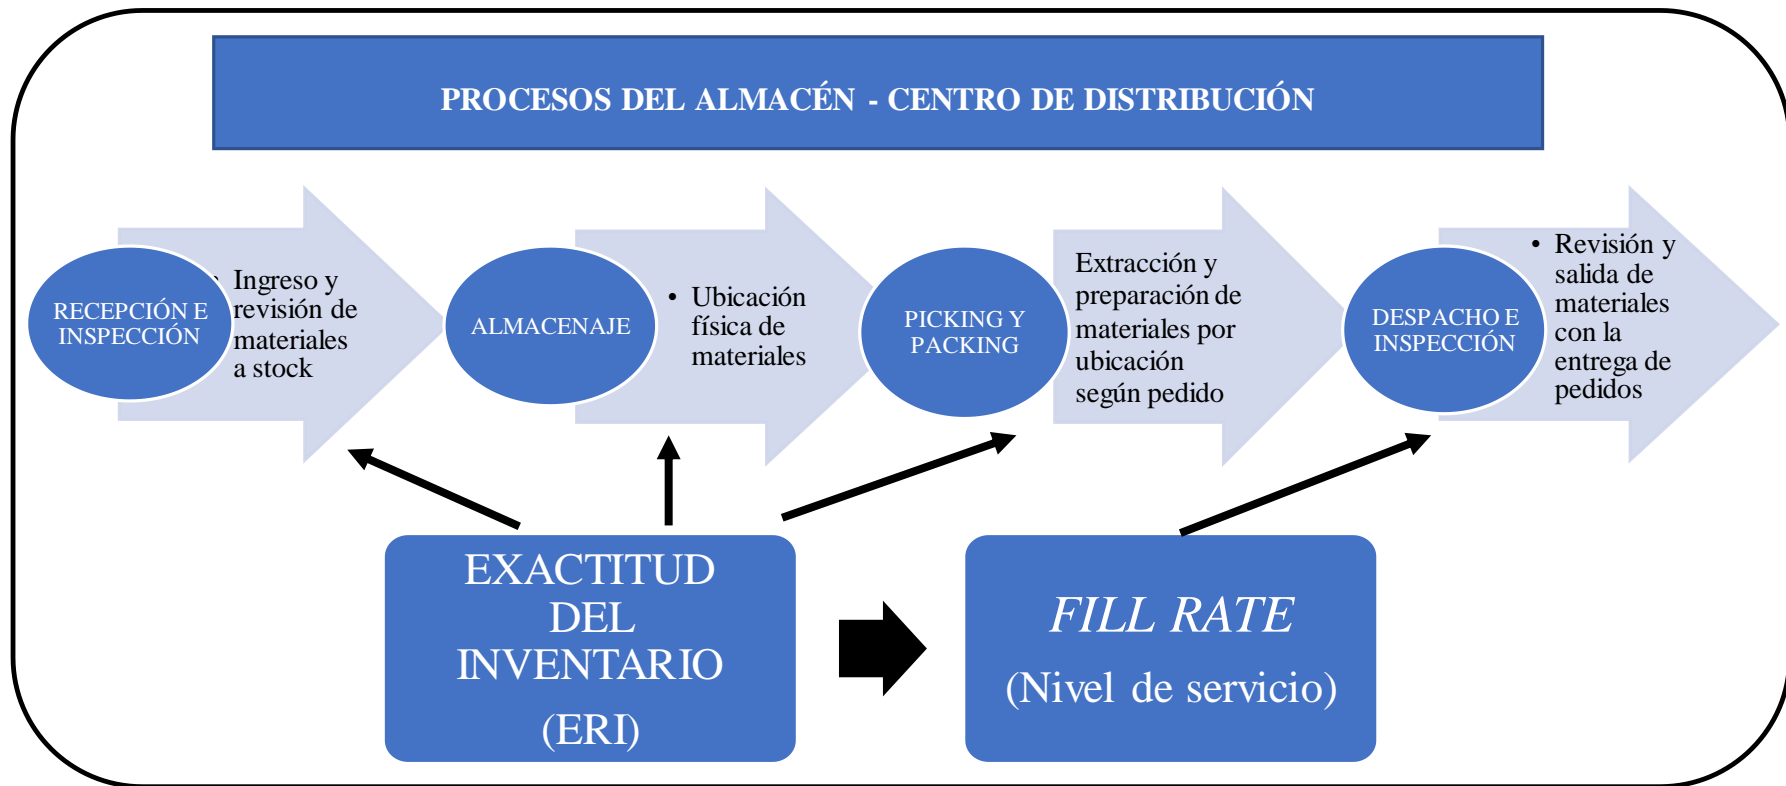 PROCESOS DEL ALMACÉN - CENTRO DE DISTRIBUCIÓN
RECEPCIÓN E
INSPECCIÓN
• Ingreso y
revisión de
materiales
a stock
ALMACENAJE
• Ubicación
física de
materiales
PICKING Y
PACKING
Extracción y
preparación de
materiales por
ubicación
según pedido
DESPACHO E
INSPECCIÓN
• Revisión y
salida de
materiales
con la
entrega de
pedidos
EXACTITUD
DEL
INVENTARIO
(ERI)
FILL RATE
(Nivel de servicio)